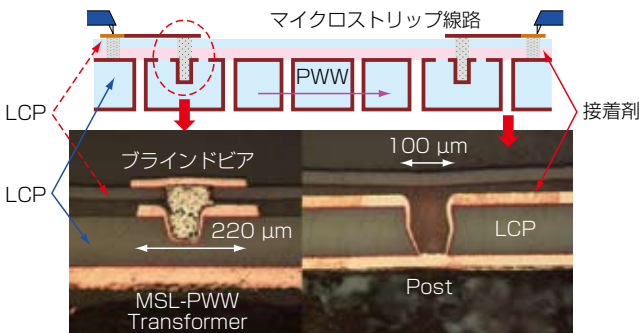 マイクロストリップ線路
PWW
LCP
接着剤
LCP
ブラインドビア
100 μm
220 μm
LCP
MSL-PWW
Transformer
Post